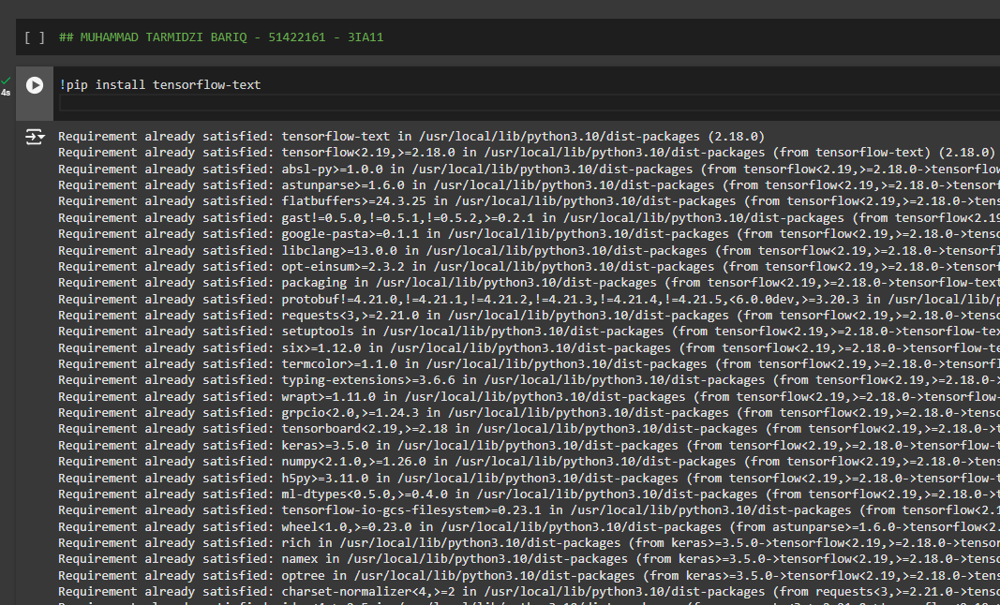 [ ] ## MUHAMMAD TARMIDZI BARIQ - 51422161 - 3IA11
4s !pip install tensorflow-text
Requirement already satisfied: tensorflow-text in /usr/local/lib/python3.10/dist-packages (2.18.0)
Requirement already satisfied: tensorflow<2.19,>=2.18.0 in /usr/local/lib/python3.10/dist-packages (from tensorflow-text) (2.18.0)
Requirement already satisfied: absl-py>=1.0.0 in /usr/local/lib/python3.10/dist-packages (from tensorflow<2.19,>=2.18.0->tensorflow
Requirement already satisfied: astunparse>=1.6.0 in /usr/local/lib/python3.10/dist-packages (from tensorflow<2.19,>=2.18.0->tensorf
Requirement already satisfied: flatbuffers>=24.3.25 in /usr/local/lib/python3.10/dist-packages (from tensorflow<2.19,>=2.18.0->tens
Requirement already satisfied: gast!=0.5.0,!=0.5.1,!=0.5.2,>=0.2.1 in /usr/local/lib/python3.10/dist-packages (from tensorflow<2.19
Requirement already satisfied: google-pasta>=0.1.1 in /usr/local/lib/python3.10/dist-packages (from tensorflow<2.19,>=2.18.0->tenso
Requirement already satisfied: libclang>=13.0.0 in /usr/local/lib/python3.10/dist-packages (from tensorflow<2.19,>=2.18.0->tensorfl
Requirement already satisfied: opt-einsum>=2.3.2 in /usr/local/lib/python3.10/dist-packages (from tensorflow<2.19,>=2.18.0->tensorf
Requirement already satisfied: packaging in /usr/local/lib/python3.10/dist-packages (from tensorflow<2.19,>=2.18.0->tensorflow-text
Requirement already satisfied: protobuf!=4.21.0,!=4.21.1,!=4.21.2,!=4.21.3,!=4.21.4,!=4.21.5,<6.0.0dev,>=3.20.3 in /usr/local/lib/p
Requirement already satisfied: requests<3,>=2.21.0 in /usr/local/lib/python3.10/dist-packages (from tensorflow<2.19,>=2.18.0->tenso
Requirement already satisfied: setuptools in /usr/local/lib/python3.10/dist-packages (from tensorflow<2.19,>=2.18.0->tensorflow-tex
Requirement already satisfied: six>=1.12.0 in /usr/local/lib/python3.10/dist-packages (from tensorflow<2.19,>=2.18.0->tensorflow-te
Requirement already satisfied: termcolor>=1.1.0 in /usr/local/lib/python3.10/dist-packages (from tensorflow<2.19,>=2.18.0->tensorfl
Requirement already satisfied: typing-extensions>=3.6.6 in /usr/local/lib/python3.10/dist-packages (from tensorflow<2.19,>=2.18.0->
Requirement already satisfied: wrapt>=1.11.0 in /usr/local/lib/python3.10/dist-packages (from tensorflow<2.19,>=2.18.0->tensorflow-
Requirement already satisfied: grpcio<2.0,>=1.24.3 in /usr/local/lib/python3.10/dist-packages (from tensorflow<2.19,>=2.18.0->tenso
Requirement already satisfied: tensorboard<2.19,>=2.18 in /usr/local/lib/python3.10/dist-packages (from tensorflow<2.19,>=2.18.0->t
Requirement already satisfied: keras>=3.5.0 in /usr/local/lib/python3.10/dist-packages (from tensorflow<2.19,>=2.18.0->tensorflow-t
Requirement already satisfied: numpy<2.1.0,>=1.26.0 in /usr/local/lib/python3.10/dist-packages (from tensorflow<2.19,>=2.18.0->tens
Requirement already satisfied: h5py>=3.11.0 in /usr/local/lib/python3.10/dist-packages (from tensorflow<2.19,>=2.18.0->tensorflow-t
Requirement already satisfied: ml-dtypes<0.5.0,>=0.4.0 in /usr/local/lib/python3.10/dist-packages (from tensorflow<2.19,>=2.18.0->t
Requirement already satisfied: tensorflow-io-gcs-filesystem>=0.23.1 in /usr/local/lib/python3.10/dist-packages (from tensorflow<2.1
Requirement already satisfied: wheel<1.0,>=0.23.0 in /usr/local/lib/python3.10/dist-packages (from astunparse>=1.6.0->tensorflow<2.
Requirement already satisfied: rich in /usr/local/lib/python3.10/dist-packages (from keras>=3.5.0->tensorflow<2.19,>=2.18.0->tensor
Requirement already satisfied: namex in /usr/local/lib/python3.10/dist-packages (from keras>=3.5.0->tensorflow<2.19,>=2.18.0->tenso
Requirement already satisfied: optree in /usr/local/lib/python3.10/dist-packages (from keras>=3.5.0->tensorflow<2.19,>=2.18.0->tens
Requirement already satisfied: charset-normalizer<4,>=2 in /usr/local/lib/python3.10/dist-packages (from requests<3,>=2.21.0->tenso